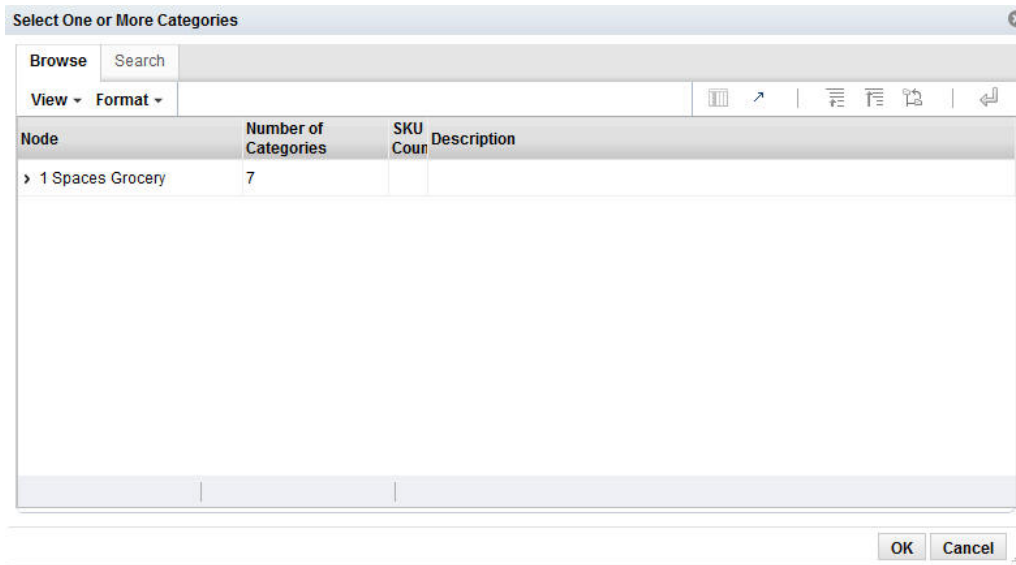 Select One or More Categories
Browse Search
View Format
Node Number of Categories SKU Coun Description
1 Spaces Grocery 7
OK Cancel